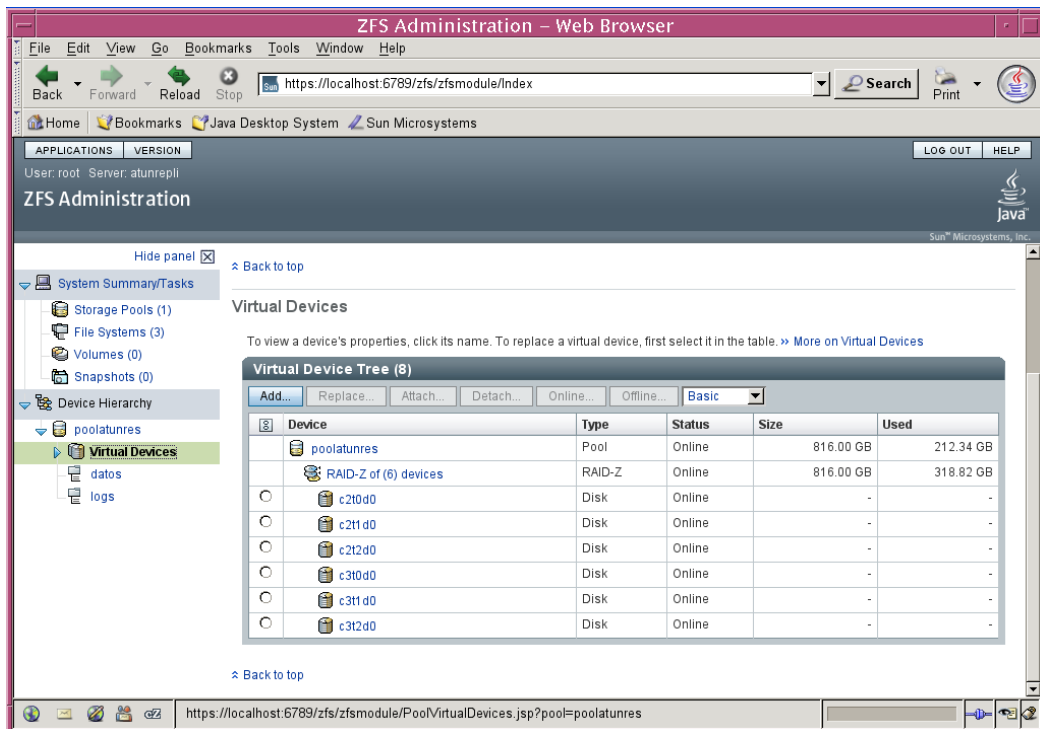 ZFS Administration – Web Browser
File Edit View Go Bookmarks Tools Window Help
Back Forward Reload Stop Sun https://localhost:6789/zfs/zfsmodule/Index Search Print
Home Bookmarks Java Desktop System Sun Microsystems
APPLICATIONS VERSION LOG OUT HELP
User: root Server: atunrepli
ZFS Administration
Java
Sun™ Microsystems, Inc.
Hide panel
System Summary/Tasks
Storage Pools (1)
File Systems (3)
Volumes (0)
Snapshots (0)
Device Hierarchy
poolatunres
Virtual Devices
datos
logs
Back to top
Virtual Devices
To view a device's properties, click its name. To replace a virtual device, first select it in the table. » More on Virtual Devices
Virtual Device Tree (8)
Add... Replace... Attach... Detach... Online... Offline... Basic
Device Type Status Size Used
poolatunres Pool Online 816.00 GB 212.34 GB
RAID-Z of (6) devices RAID-Z Online 816.00 GB 318.82 GB
c2t0d0 Disk Online - -
c2t1d0 Disk Online - -
c2t2d0 Disk Online - -
c3t0d0 Disk Online - -
c3t1d0 Disk Online - -
c3t2d0 Disk Online - -
Back to top
https://localhost:6789/zfs/zfsmodule/PoolVirtualDevices.jsp?pool=poolatunres